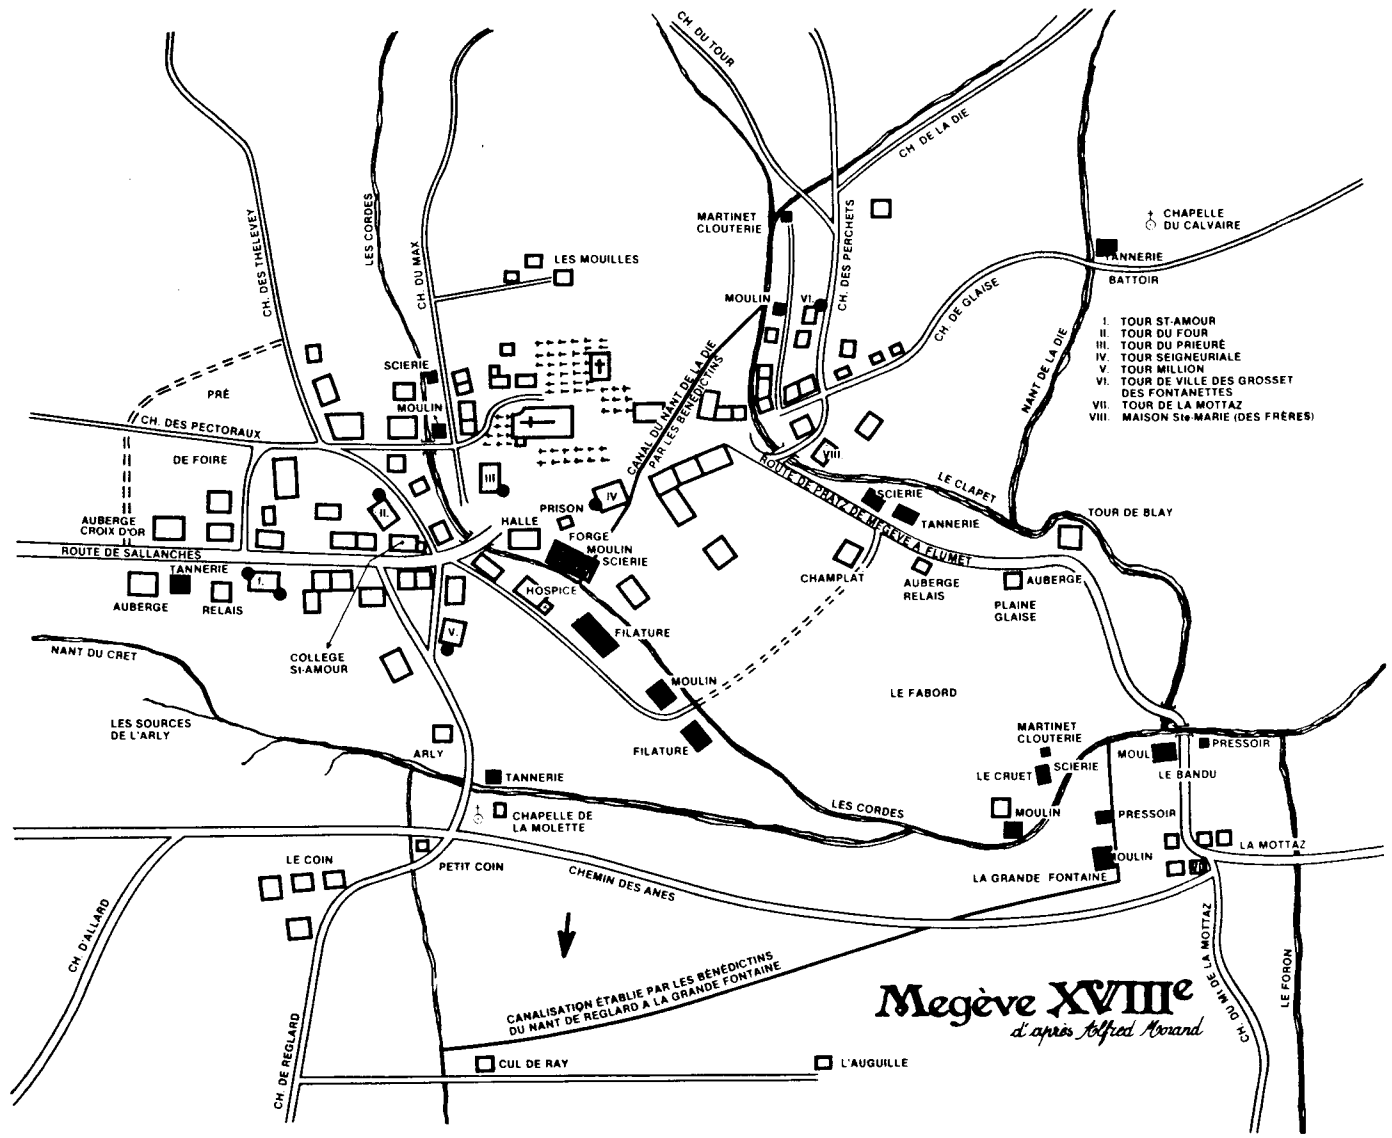 CH. DU TOUR
CH. DE LA DIE
CH. DES THELEVEY
LES CORDES
CH. DU MAX
LES MOUILLES
MARTINET
CLOUTERIE
CH. DES PERCHETS
CHAPELLE
DU CALVAIRE
TANNERIE
BATTOIR
MOULIN
VI.
CH. DE GLAISE
NANT DE LA DIE
I. TOUR ST-AMOUR
II. TOUR DU FOUR
III. TOUR DU PRIEURÉ
IV. TOUR SEIGNEURIALE
V. TOUR MILLION
VI. TOUR DE VILLE DES GROSSET
DES FONTANETTES
VII. TOUR DE LA MOTTAZ
VIII. MAISON Ste-MARIE (DES FRÈRES)
SCIERIE
MOULIN
PRÉ
CH. DES PECTORAUX
DE FOIRE
CANAL DU NANT DE LA DIE
PAR LES BÉNÉDICTINS
VIII.
III
IV
II.
ROUTE DE PRATZ DE MEGÈVE A FLUMET
LE CLAPET
SCIERIE
TANNERIE
TOUR DE BLAY
AUBERGE
CROIX D'OR
ROUTE DE SALLANCHES
HALLE
PRISON
FORGE
MOULIN
SCIERIE
TANNERIE
AUBERGE
RELAIS
I.
HOSPICE
CHAMPLAT
AUBERGE
RELAIS
AUBERGE
PLAINE
GLAISE
FILATURE
V.
COLLEGE
St-AMOUR
NANT DU CRET
MOULIN
LE FABORD
LES SOURCES
DE L'ARLY
ARLY
FILATURE
MARTINET
CLOUTERIE
SCIERIE
LE CRUET
MOUL
PRESSOIR
LE BANDU
TANNERIE
CHAPELLE DE
LA MOLETTE
LES CORDES
MOULIN
PRESSOIR
LA MOTTAZ
MOULIN
LA GRANDE FONTAINE
LE COIN
PETIT COIN
CHEMIN DES ANES
CH. D'ALLARD
CANALISATION ÉTABLIE PAR LES BÉNÉDICTINS
DU NANT DE REGLARD A LA GRANDE FONTAINE
CH. DU MI DE LA MOTTAZ
LE FORON
Megève XVIIIe
d'après Alfred Morand
CH. DE REGLARD
CUL DE RAY
L'AUGUILLE